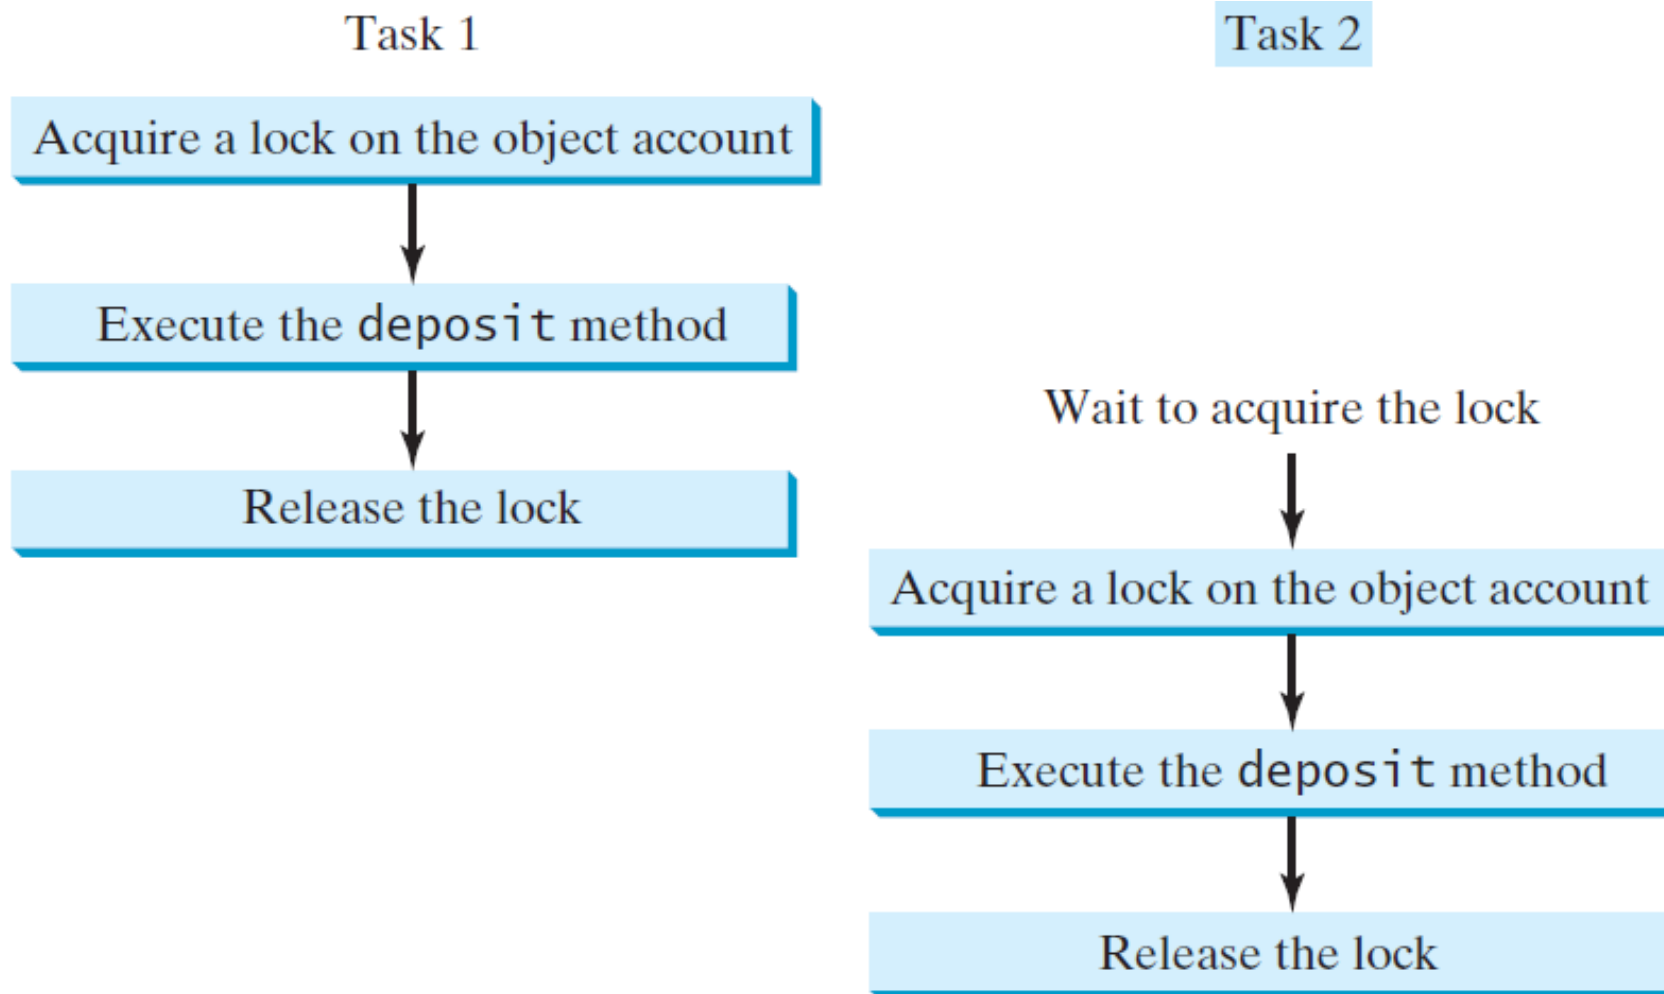 Task 1
Acquire a lock on the object account
Execute the deposit method
Release the lock
Task 2
Wait to acquire the lock
Acquire a lock on the object account
Execute the deposit method
Release the lock